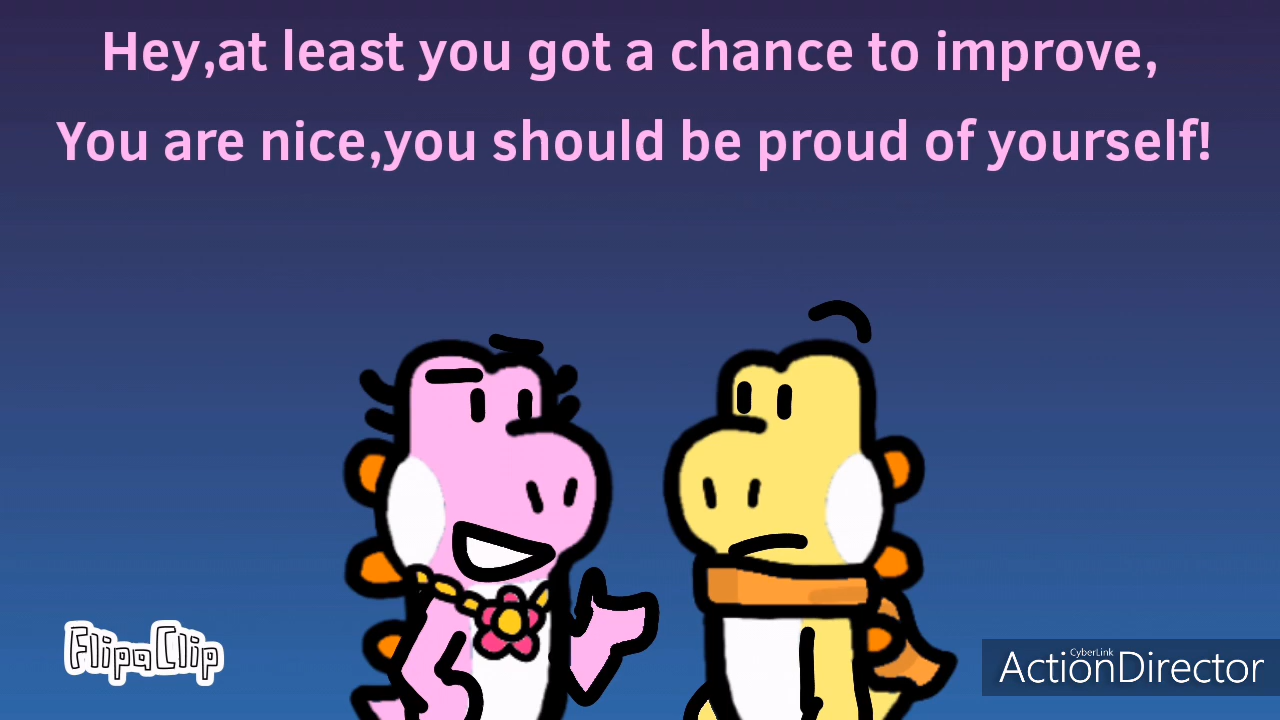 Hey,at least you got a chance to improve,
You are nice,you should be proud of yourself!
FlipaClip
CyberLink
ActionDirector